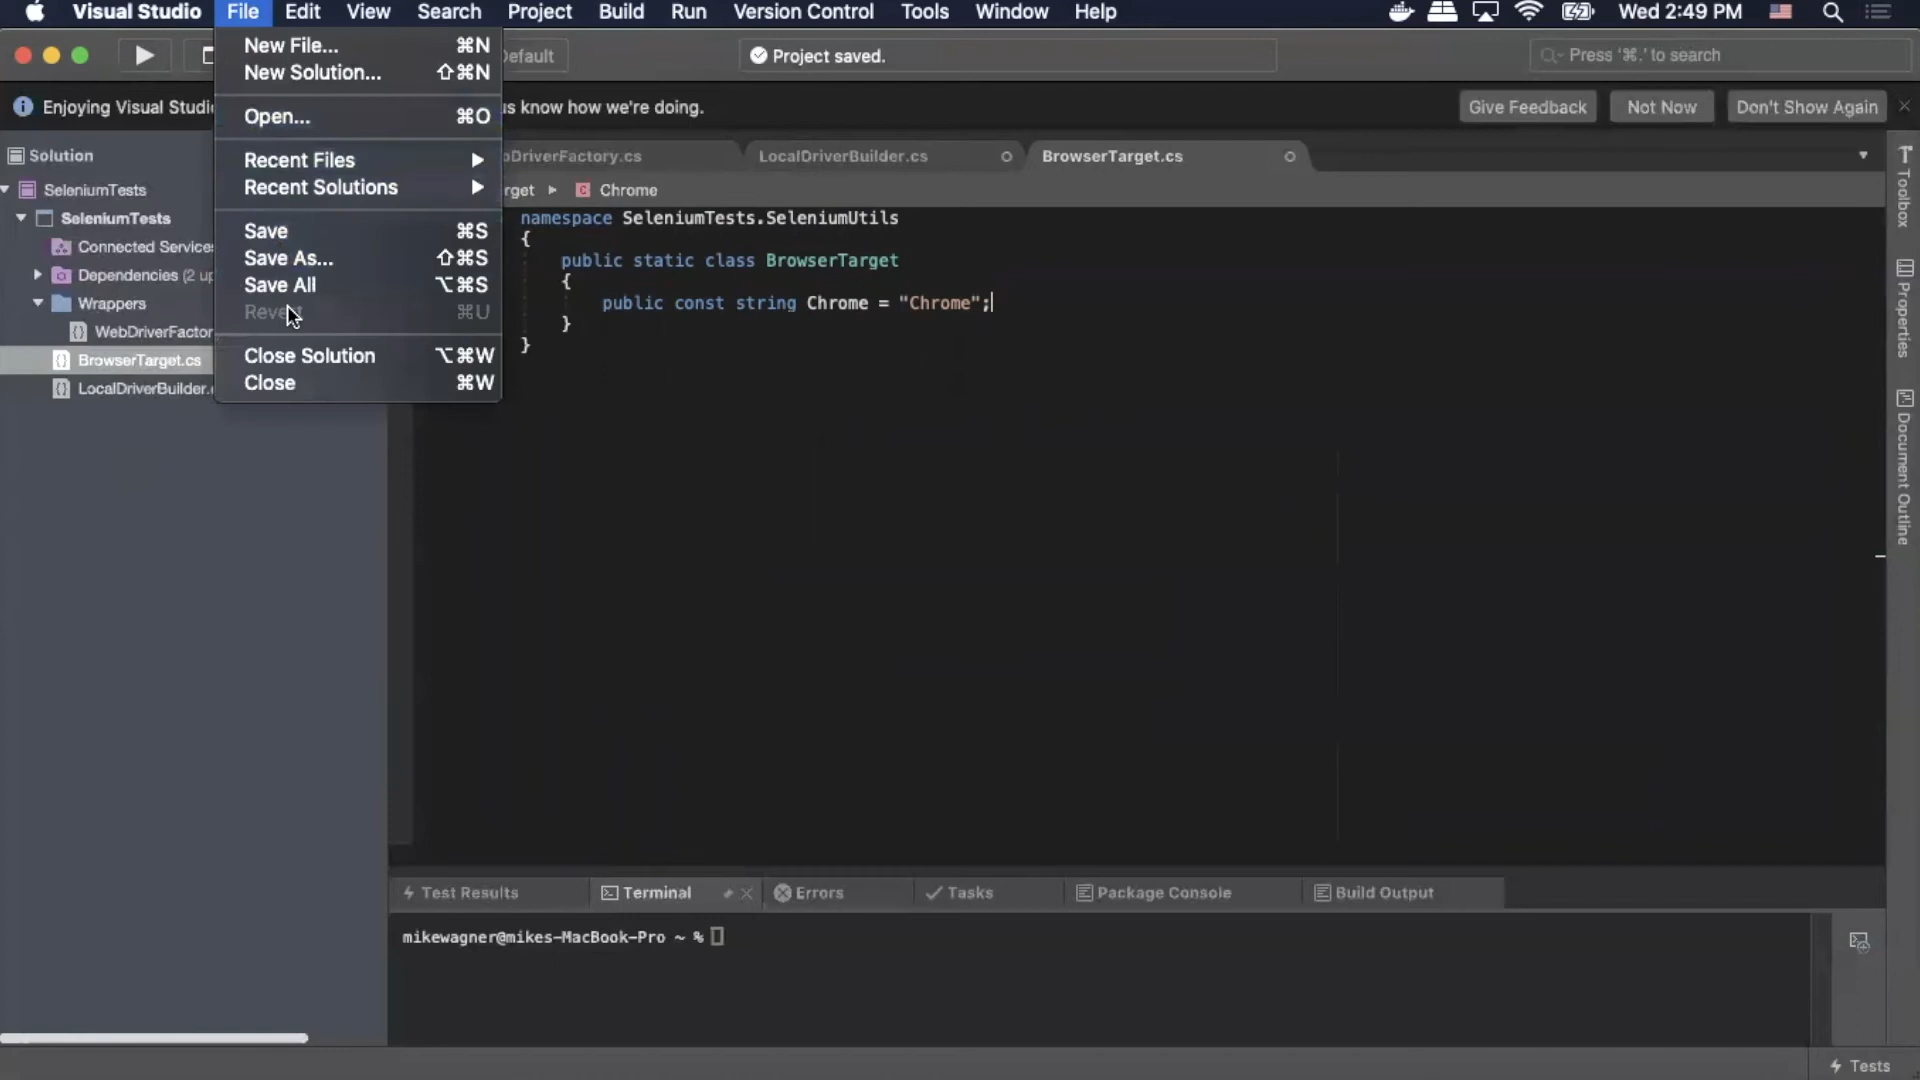 Visual Studio File Edit View Search Project Build Run Version Control Tools Window Help Wed 2:49 PM
New File... ⌘N
New Solution... ⇧⌘N
Open... ⌘O
Recent Files
Recent Solutions
Save ⌘S
Save As... ⇧⌘S
Save All ⌥⌘S
⌘U
Close Solution ⌥⌘W
Close ⌘W
Default
Project saved.
Press '⌘.' to search
Enjoying Visual Studi
s know how we're doing.
Give Feedback Not Now Don't Show Again
Solution
SeleniumTests
SeleniumTests
Connected Service
Dependencies (2 up
Wrappers
WebDriverFactor
BrowserTarget.cs
LocalDriverBuilder.
DriverFactory.cs LocalDriverBuilder.cs BrowserTarget.cs
rget Chrome
namespace SeleniumTests.SeleniumUtils
{
public static class BrowserTarget
{
public const string Chrome = "Chrome";
}
}
Toolbox
Properties
Document Outline
Test Results Terminal Errors Tasks Package Console Build Output
mikewagner@mikes-MacBook-Pro ~ %
Tests